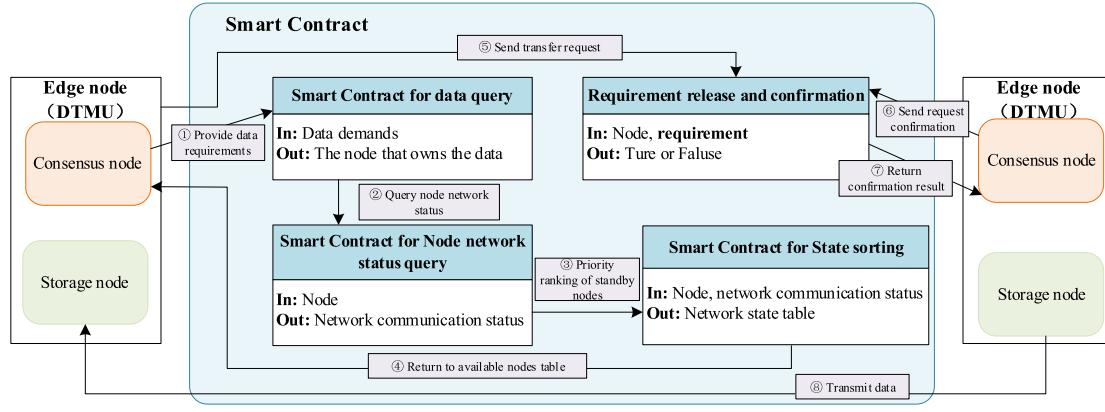 Smart Contract
⑤ Send transfer request
Edge node
（DTMU）
Consensus node
Storage node
① Provide data
requirements
Smart Contract for data query
In: Data demands
Out: The node that owns the data
② Query node network
status
Smart Contract for Node network
status query
In: Node
Out: Network communication status
③ Priority
ranking of standby
nodes
Smart Contract for State sorting
In: Node, network communication status
Out: Network state table
④ Return to available nodes table
Requirement release and confirmation
In: Node, requirement
Out: Ture or Faluse
⑥ Send request
confirmation
⑦ Return
confirmation result
Edge node
（DTMU）
Consensus node
Storage node
⑧ Transmit data